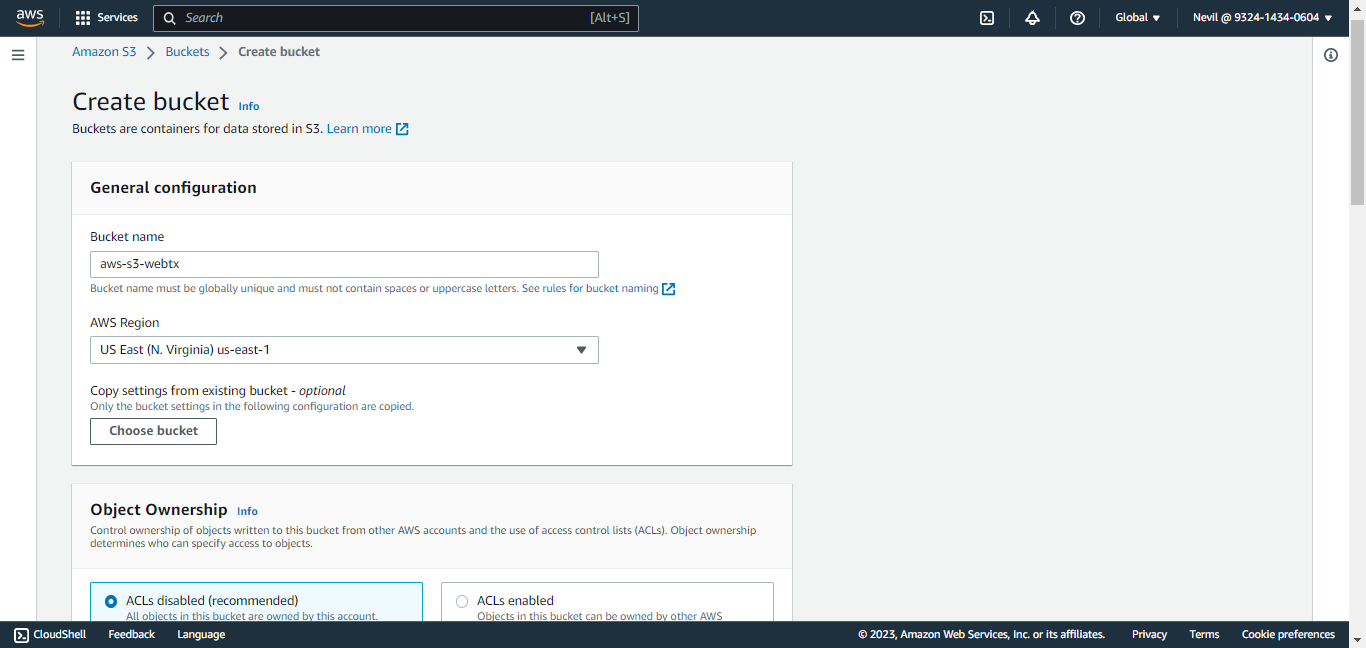 aws
Services
Search
[Alt+S]
Global
Nevil @ 9324-1434-0604
Amazon S3
Buckets
Create bucket
Create bucket Info
Buckets are containers for data stored in S3. Learn more
General configuration
Bucket name
aws-s3-webtx
Bucket name must be globally unique and must not contain spaces or uppercase letters. See rules for bucket naming
AWS Region
US East (N. Virginia) us-east-1
Copy settings from existing bucket - optional
Only the bucket settings in the following configuration are copied.
Choose bucket
Object Ownership Info
Control ownership of objects written to this bucket from other AWS accounts and the use of access control lists (ACLs). Object ownership
determines who can specify access to objects.
ACLs disabled (recommended)
All objects in this bucket are owned by this account.
ACLs enabled
Objects in this bucket can be owned by other AWS
CloudShell
Feedback
Language
© 2023, Amazon Web Services, Inc. or its affiliates.
Privacy
Terms
Cookie preferences